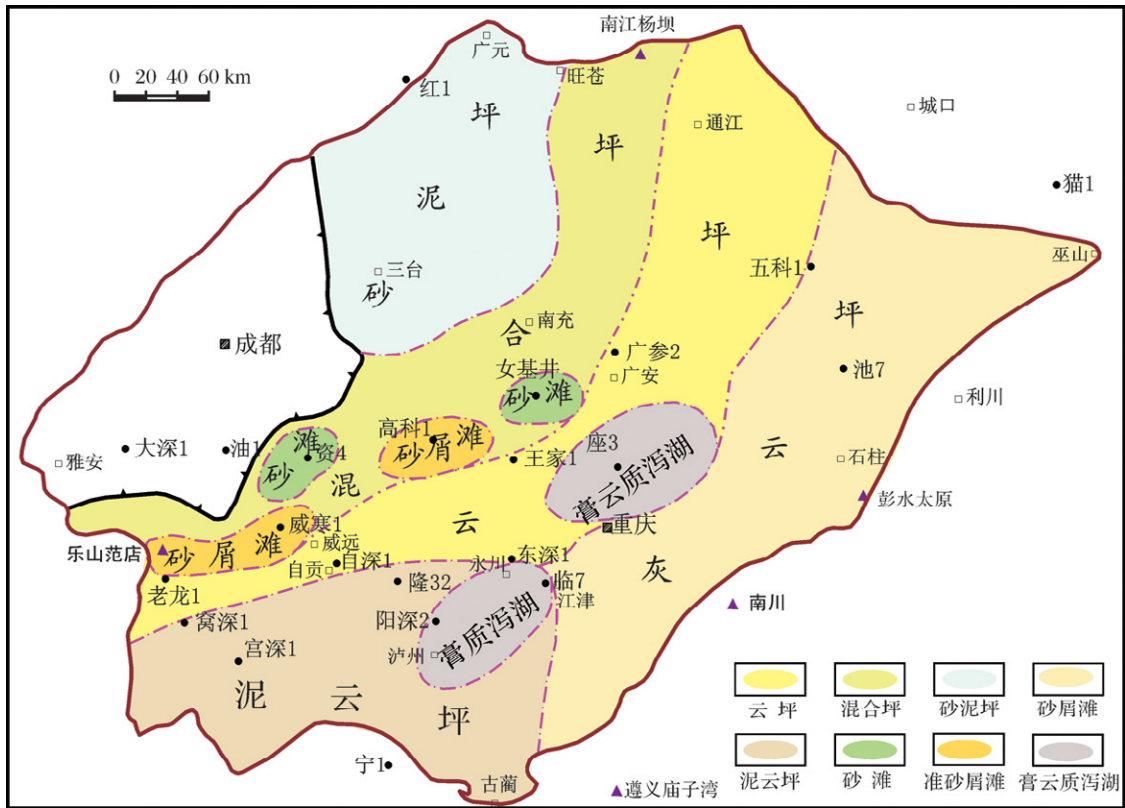 南江杨坝
广元
0 20 40 60 km
红1
旺苍
坪
坪
通江
城口
泥
猫1
坪
三台
砂
五科1
巫山
坪
合
南充
成都
女基井
广参2
广安
池7
砂滩
利川
高科1
砂屑滩
大深1
油1
砂滩
资4
雅安
座3
云
石柱
王家1
混
膏云质泻湖
彭水太原
云
重庆
威寒1
乐山范店
砂屑滩
威远
自贡
自深1
东深1
永川
灰
老龙1
隆32
临7
江津
南川
窝深1
阳深2
膏质泻湖
泸州
宫深1
泥
云
坪
宁1
古蔺
遵义庙子湾
云坪
混合坪
砂泥坪
砂屑滩
泥云坪
砂滩
准砂屑滩
膏云质泻湖